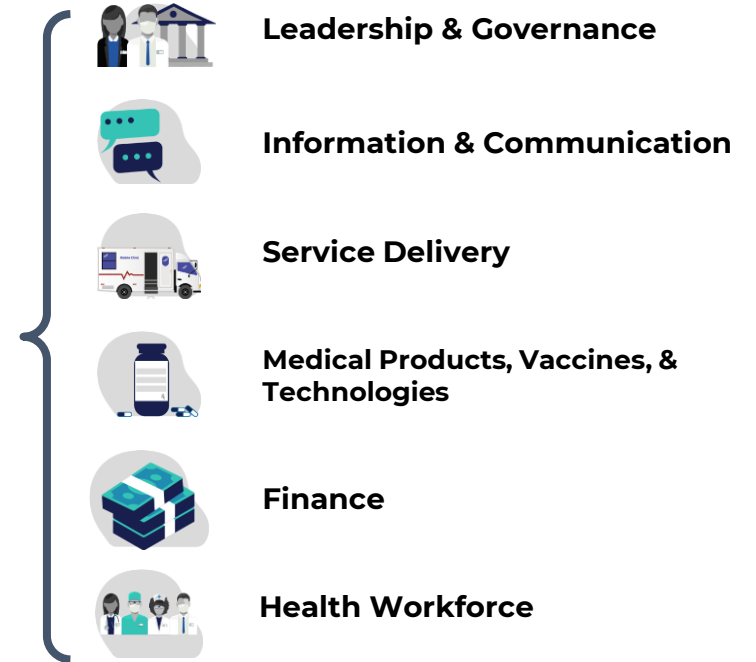 Leadership & Governance
Information & Communication
Service Delivery
Medical Products, Vaccines, &
Technologies
Finance
Health Workforce